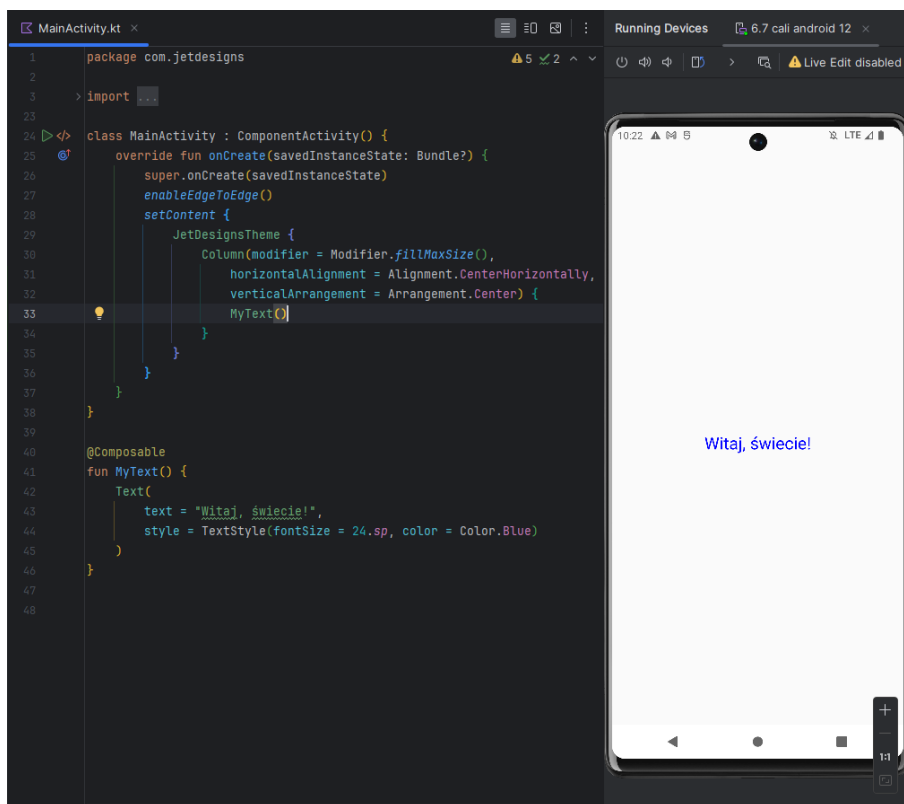 MainActivity.kt
Running Devices
6.7 cali android 12
Live Edit disabled
1 package com.jetdesigns
5 2
2
3 import ...
23
24 class MainActivity : ComponentActivity() {
25 override fun onCreate(savedInstanceState: Bundle?) {
26 super.onCreate(savedInstanceState)
27 enableEdgeToEdge()
28 setContent {
29 JetDesignsTheme {
30 Column(modifier = Modifier.fillMaxSize(),
31 horizontalAlignment = Alignment.CenterHorizontally,
32 verticalArrangement = Arrangement.Center) {
33 MyText()
34 }
35 }
36 }
37 }
38 }
39
40 @Composable
41 fun MyText() {
42 Text(
43 text = "Witaj, świecie!",
44 style = TextStyle(fontSize = 24.sp, color = Color.Blue)
45 )
46 }
47
48
10:22
LTE
Witaj, świecie!
1:1